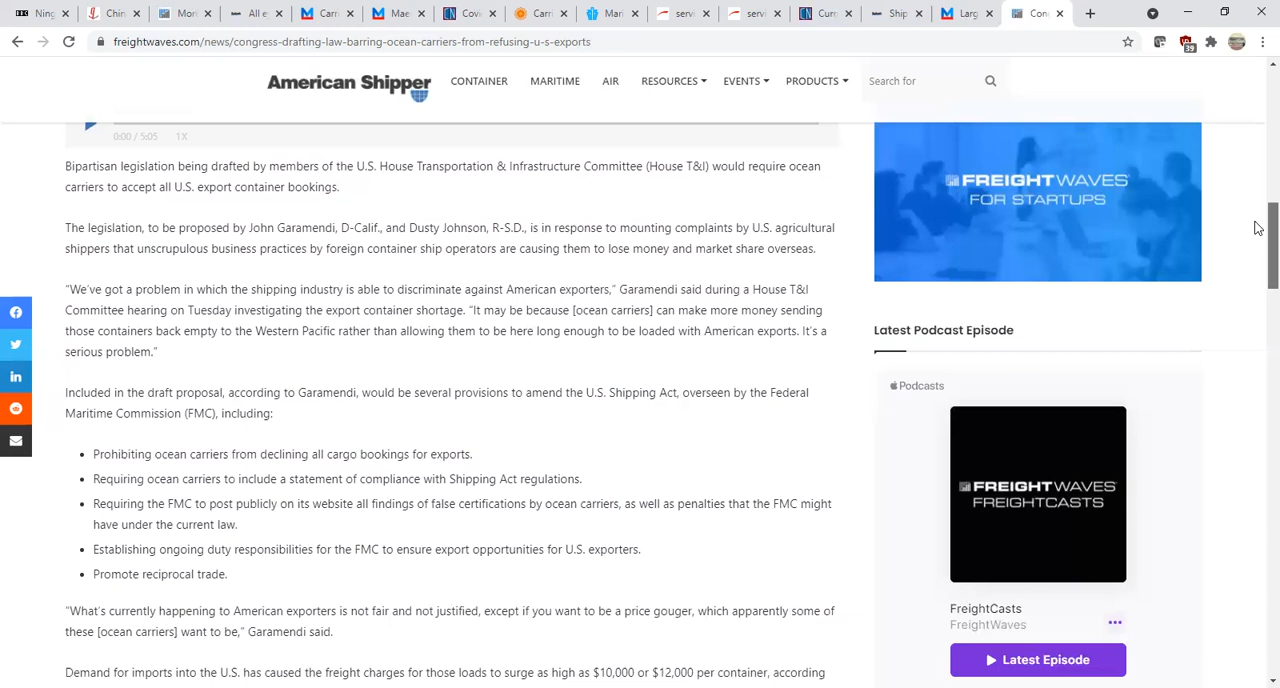 Ning
Chin
Mor
All e
Carr
Mae
Covi
Carri
Mari
servi
servi
Curr
Ship
Larg
Con
freightwaves.com/news/congress-drafting-law-barring-ocean-carriers-from-refusing-u-s-exports
39
American Shipper
CONTAINER
MARITIME
AIR
RESOURCES
EVENTS
PRODUCTS
Search for
0:00 / 5:05
1X
Bipartisan legislation being drafted by members of the U.S. House Transportation & Infrastructure Committee (House T&I) would require ocean
carriers to accept all U.S. export container bookings.
The legislation, to be proposed by John Garamendi, D-Calif., and Dusty Johnson, R-S.D., is in response to mounting complaints by U.S. agricultural
shippers that unscrupulous business practices by foreign container ship operators are causing them to lose money and market share overseas.
“We’ve got a problem in which the shipping industry is able to discriminate against American exporters,” Garamendi said during a House T&I
Committee hearing on Tuesday investigating the export container shortage. “It may be because [ocean carriers] can make more money sending
those containers back empty to the Western Pacific rather than allowing them to be here long enough to be loaded with American exports. It’s a
serious problem.”
Included in the draft proposal, according to Garamendi, would be several provisions to amend the U.S. Shipping Act, overseen by the Federal
Maritime Commission (FMC), including:
• Prohibiting ocean carriers from declining all cargo bookings for exports.
• Requiring ocean carriers to include a statement of compliance with Shipping Act regulations.
• Requiring the FMC to post publicly on its website all findings of false certifications by ocean carriers, as well as penalties that the FMC might
have under the current law.
• Establishing ongoing duty responsibilities for the FMC to ensure export opportunities for U.S. exporters.
• Promote reciprocal trade.
“What’s currently happening to American exporters is not fair and not justified, except if you want to be a price gouger, which apparently some of
these [ocean carriers] want to be,” Garamendi said.
Demand for imports into the U.S. has caused the freight charges for those loads to surge as high as $10,000 or $12,000 per container, according
FREIGHTWAVES
FOR STARTUPS
Latest Podcast Episode
Podcasts
FREIGHTWAVES
FREIGHTCASTS
FreightCasts
FreightWaves
Latest Episode